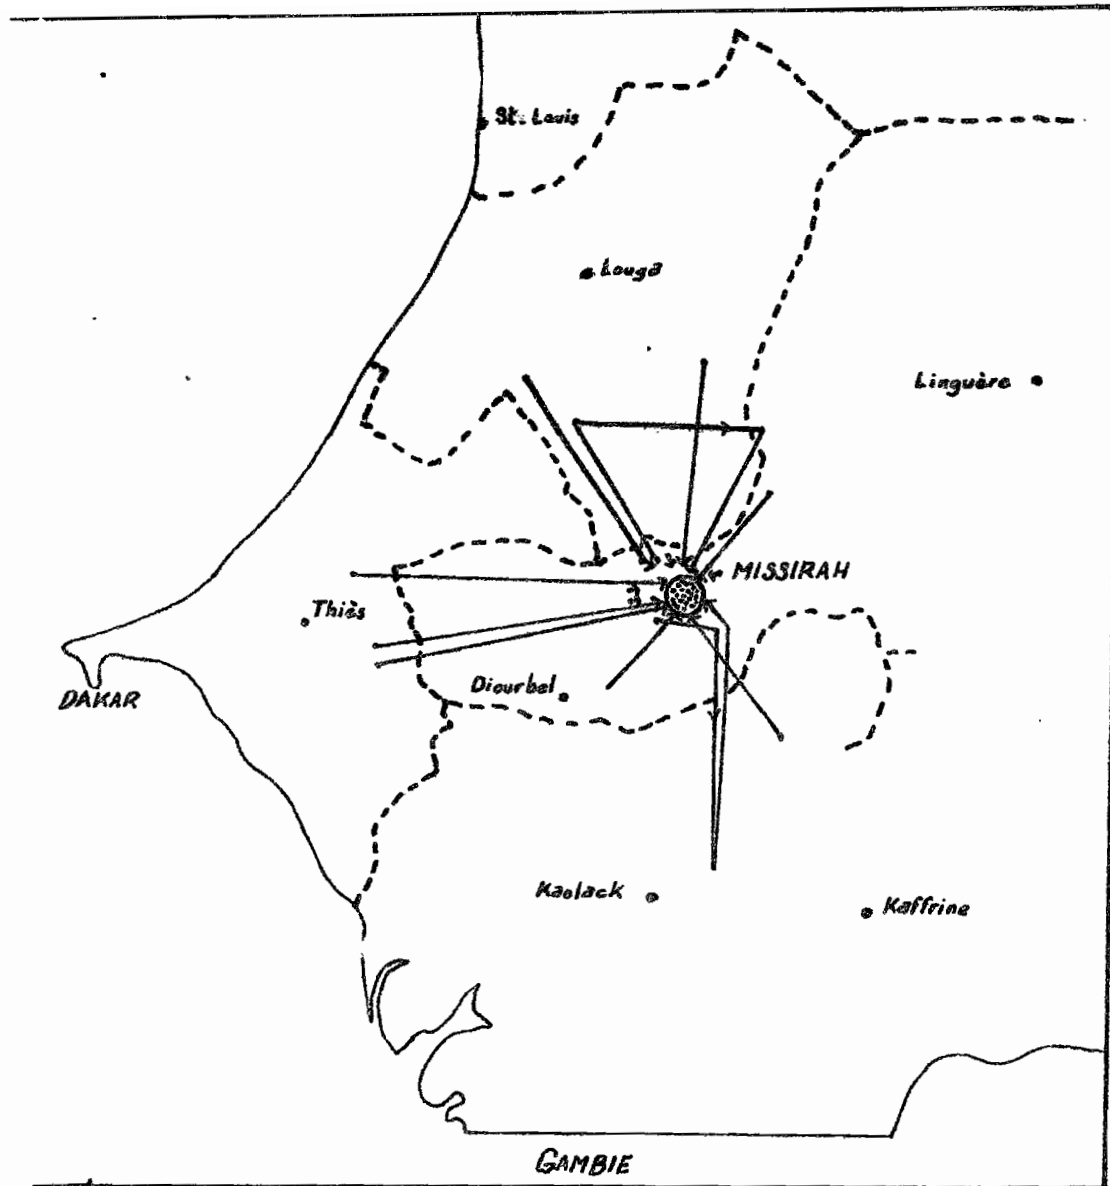 St. Louis
Louga
Linguère
MISSIRAH
Thiès
Diourbel
DAKAR
Kaolack
Kaffrine
GAMBIE